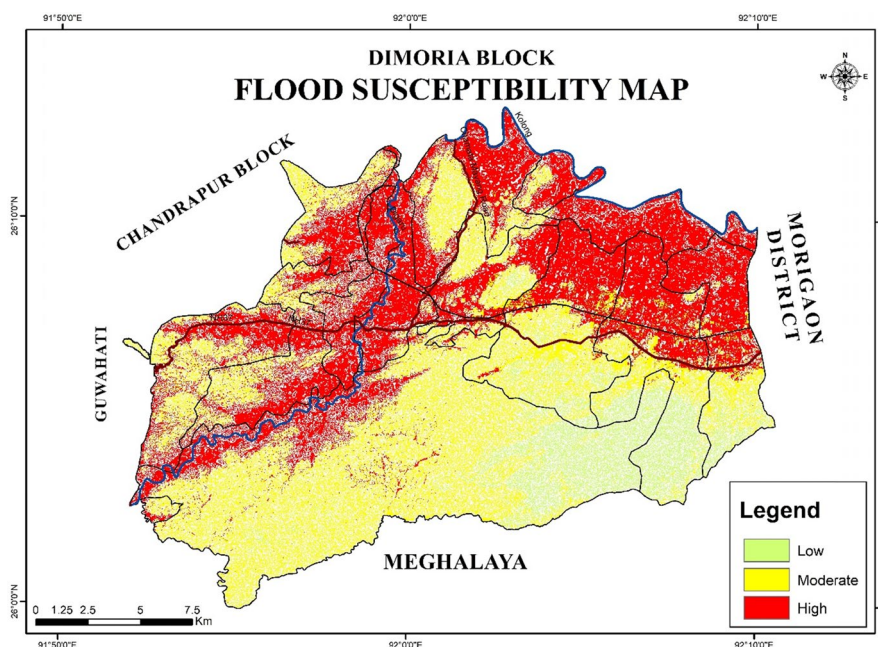 91°50'0"E 92°0'0"E 92°10'0"E
DIMORIA BLOCK
FLOOD SUSCEPTIBILITY MAP
N
W E
S
Kolong
CHANDRAPUR BLOCK
26°10'0"N
MORIGAON
DISTRICT
GUWAHATI
MEGHALAYA
Legend
Low
Moderate
High
26°0'0"N
0 1.25 2.5 5 7.5
Km
91°50'0"E 92°0'0"E 92°10'0"E